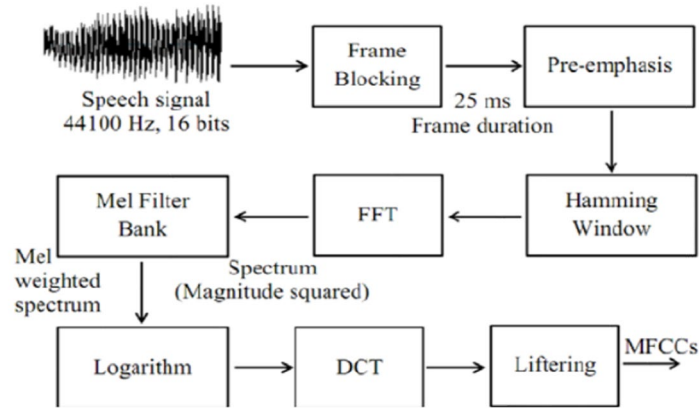 Speech signal
44100 Hz, 16 bits
Frame
Blocking
25 ms
Frame duration
Pre-emphasis
Hamming
Window
FFT
Spectrum
(Magnitude squared)
Mel Filter
Bank
Mel
weighted
spectrum
Logarithm
DCT
Liftering
MFCCs